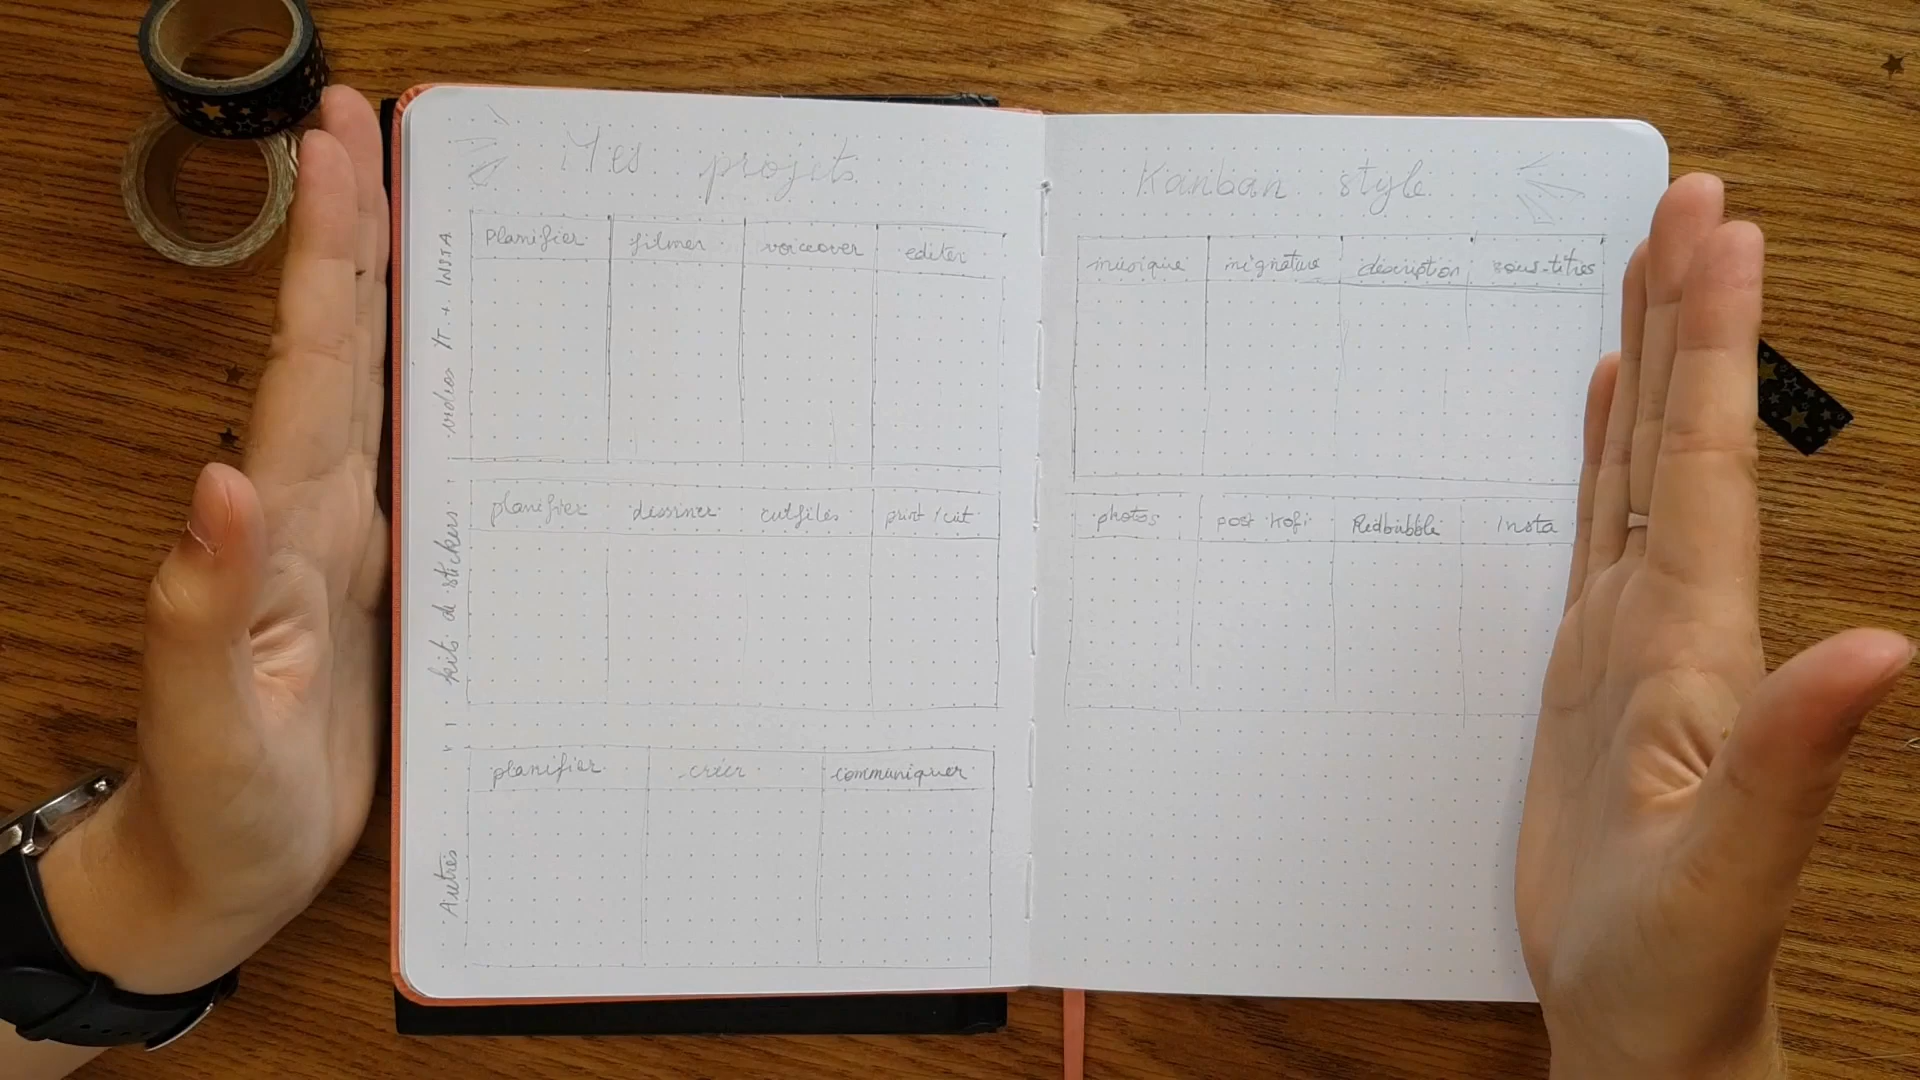 Mes projets
Kanban style
vidéos YT + INSTA
Planifier filmer voiceover editer
musique mignature description sous-titres
kits de stickers
planifier dessiner cutfiles print / cut
photos post Kofi Redbubble Insta
Autres
planifier créer communiquer